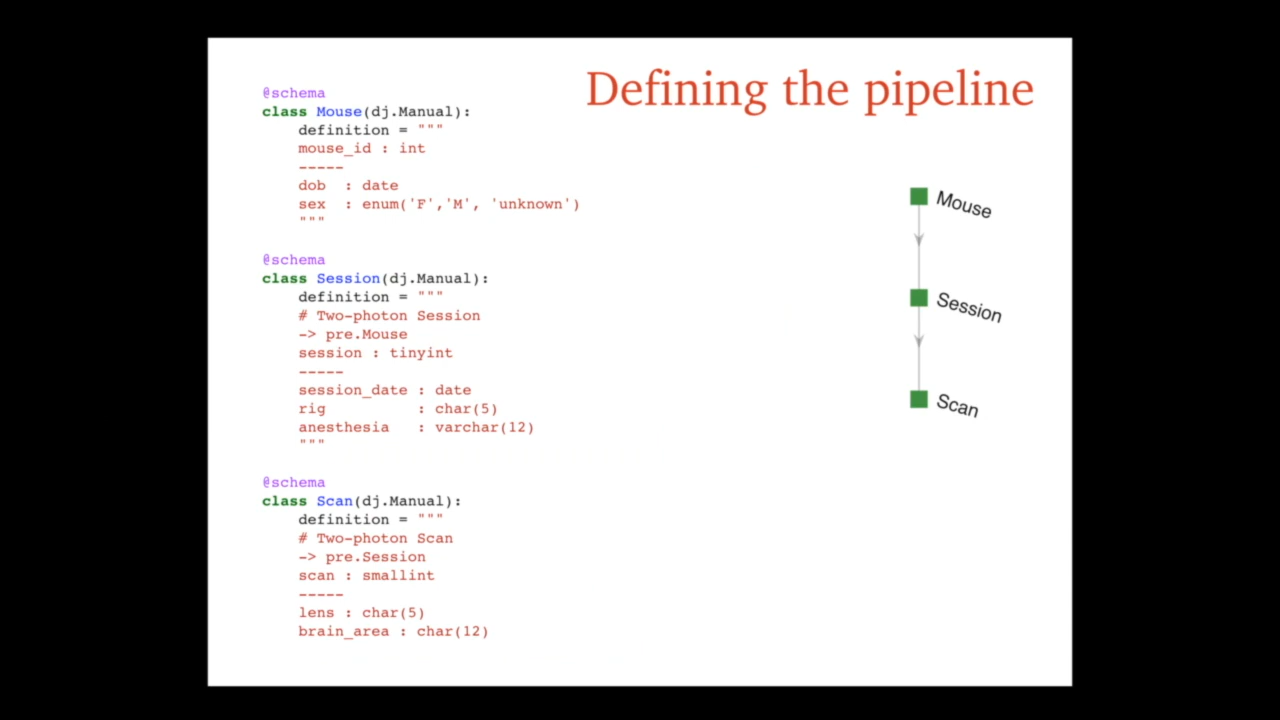 Defining the pipeline
@schema
class Mouse(dj.Manual):
    definition = """
    mouse_id : int
    -----
    dob  : date
    sex  : enum('F','M', 'unknown')
    """
@schema
class Session(dj.Manual):
    definition = """
    # Two-photon Session
    -> pre.Mouse
    session : tinyint
    -----
    session_date : date
    rig          : char(5)
    anesthesia   : varchar(12)
    """
@schema
class Scan(dj.Manual):
    definition = """
    # Two-photon Scan
    -> pre.Session
    scan : smallint
    -----
    lens : char(5)
    brain_area : char(12)
Mouse
Session
Scan